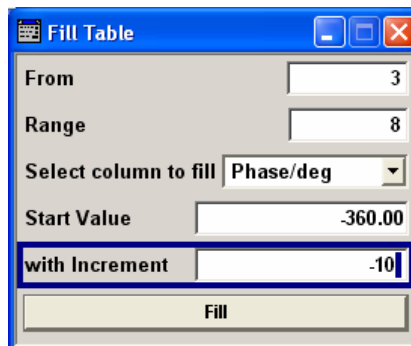 Fill Table
From 3
Range 8
Select column to fill Phase/deg
Start Value -360.00
with Increment -10
Fill